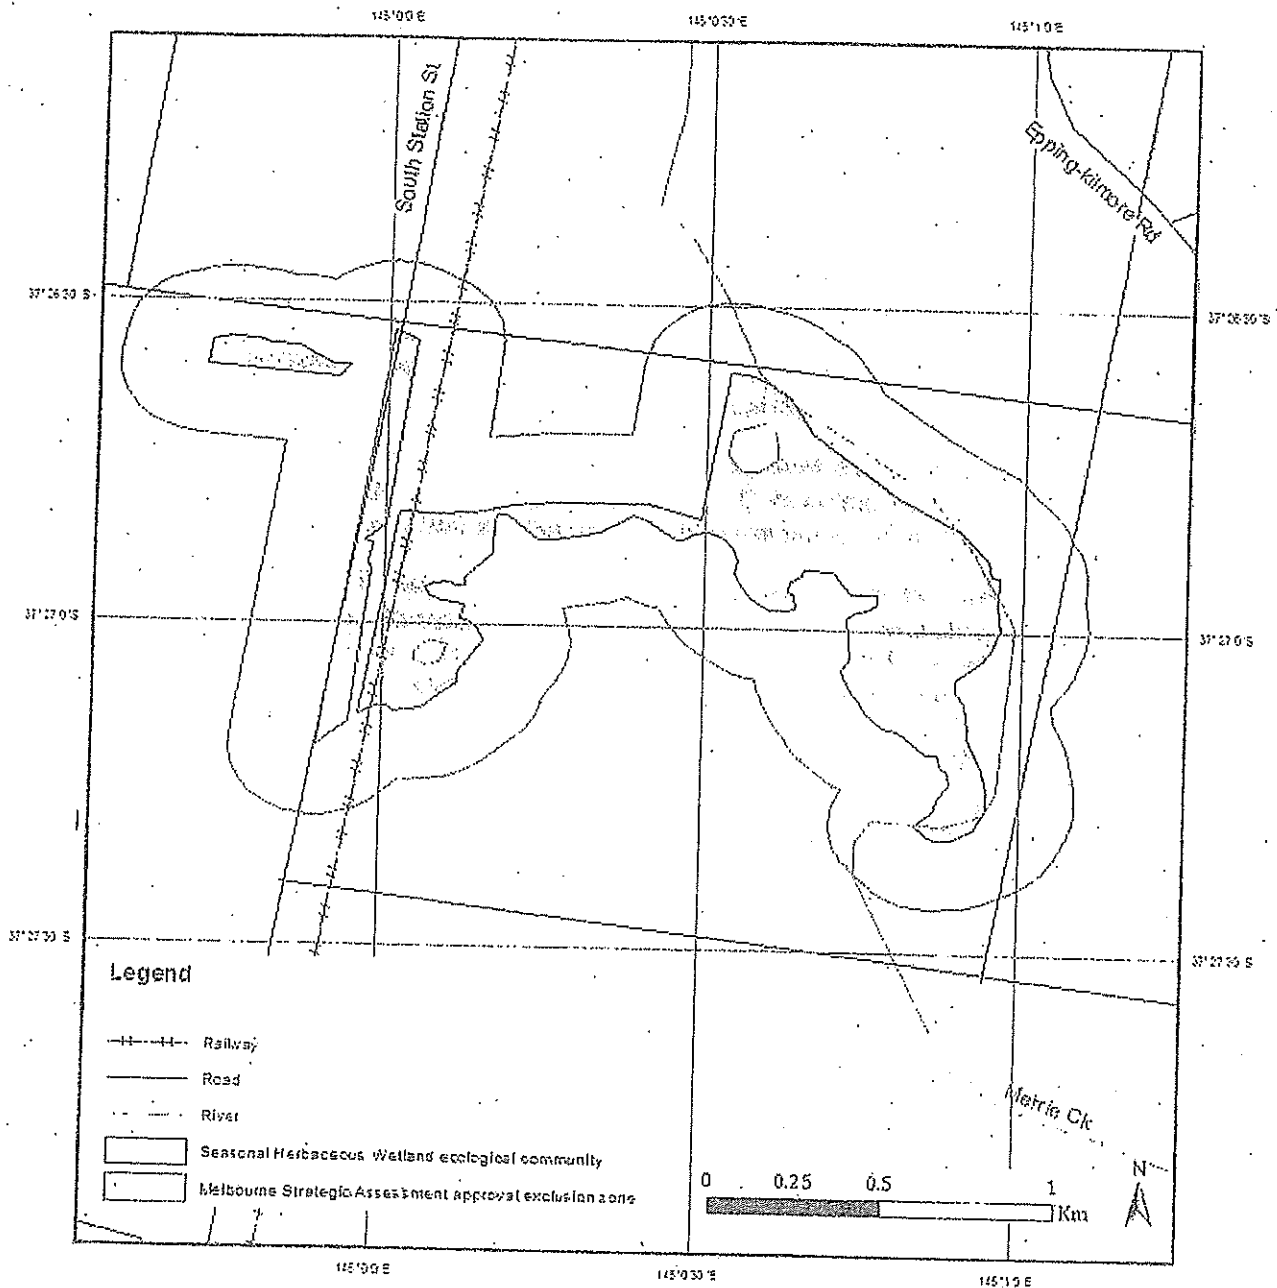 145°0'0"E
145°0'30"E
145°1'0"E
South Station St
Epping-kilmore Rd
37°26'30"S
37°26'30"S
37°27'0"S
37°27'0"S
37°27'30"S
37°27'30"S
Legend
Railway
Road
River
Seasonal Herbaceous Wetland ecological community
Melbourne Strategic Assessment approval exclusion zone
0 0.25 0.5 1
Km
N
145°0'0"E
145°0'30"E
145°1'0"E